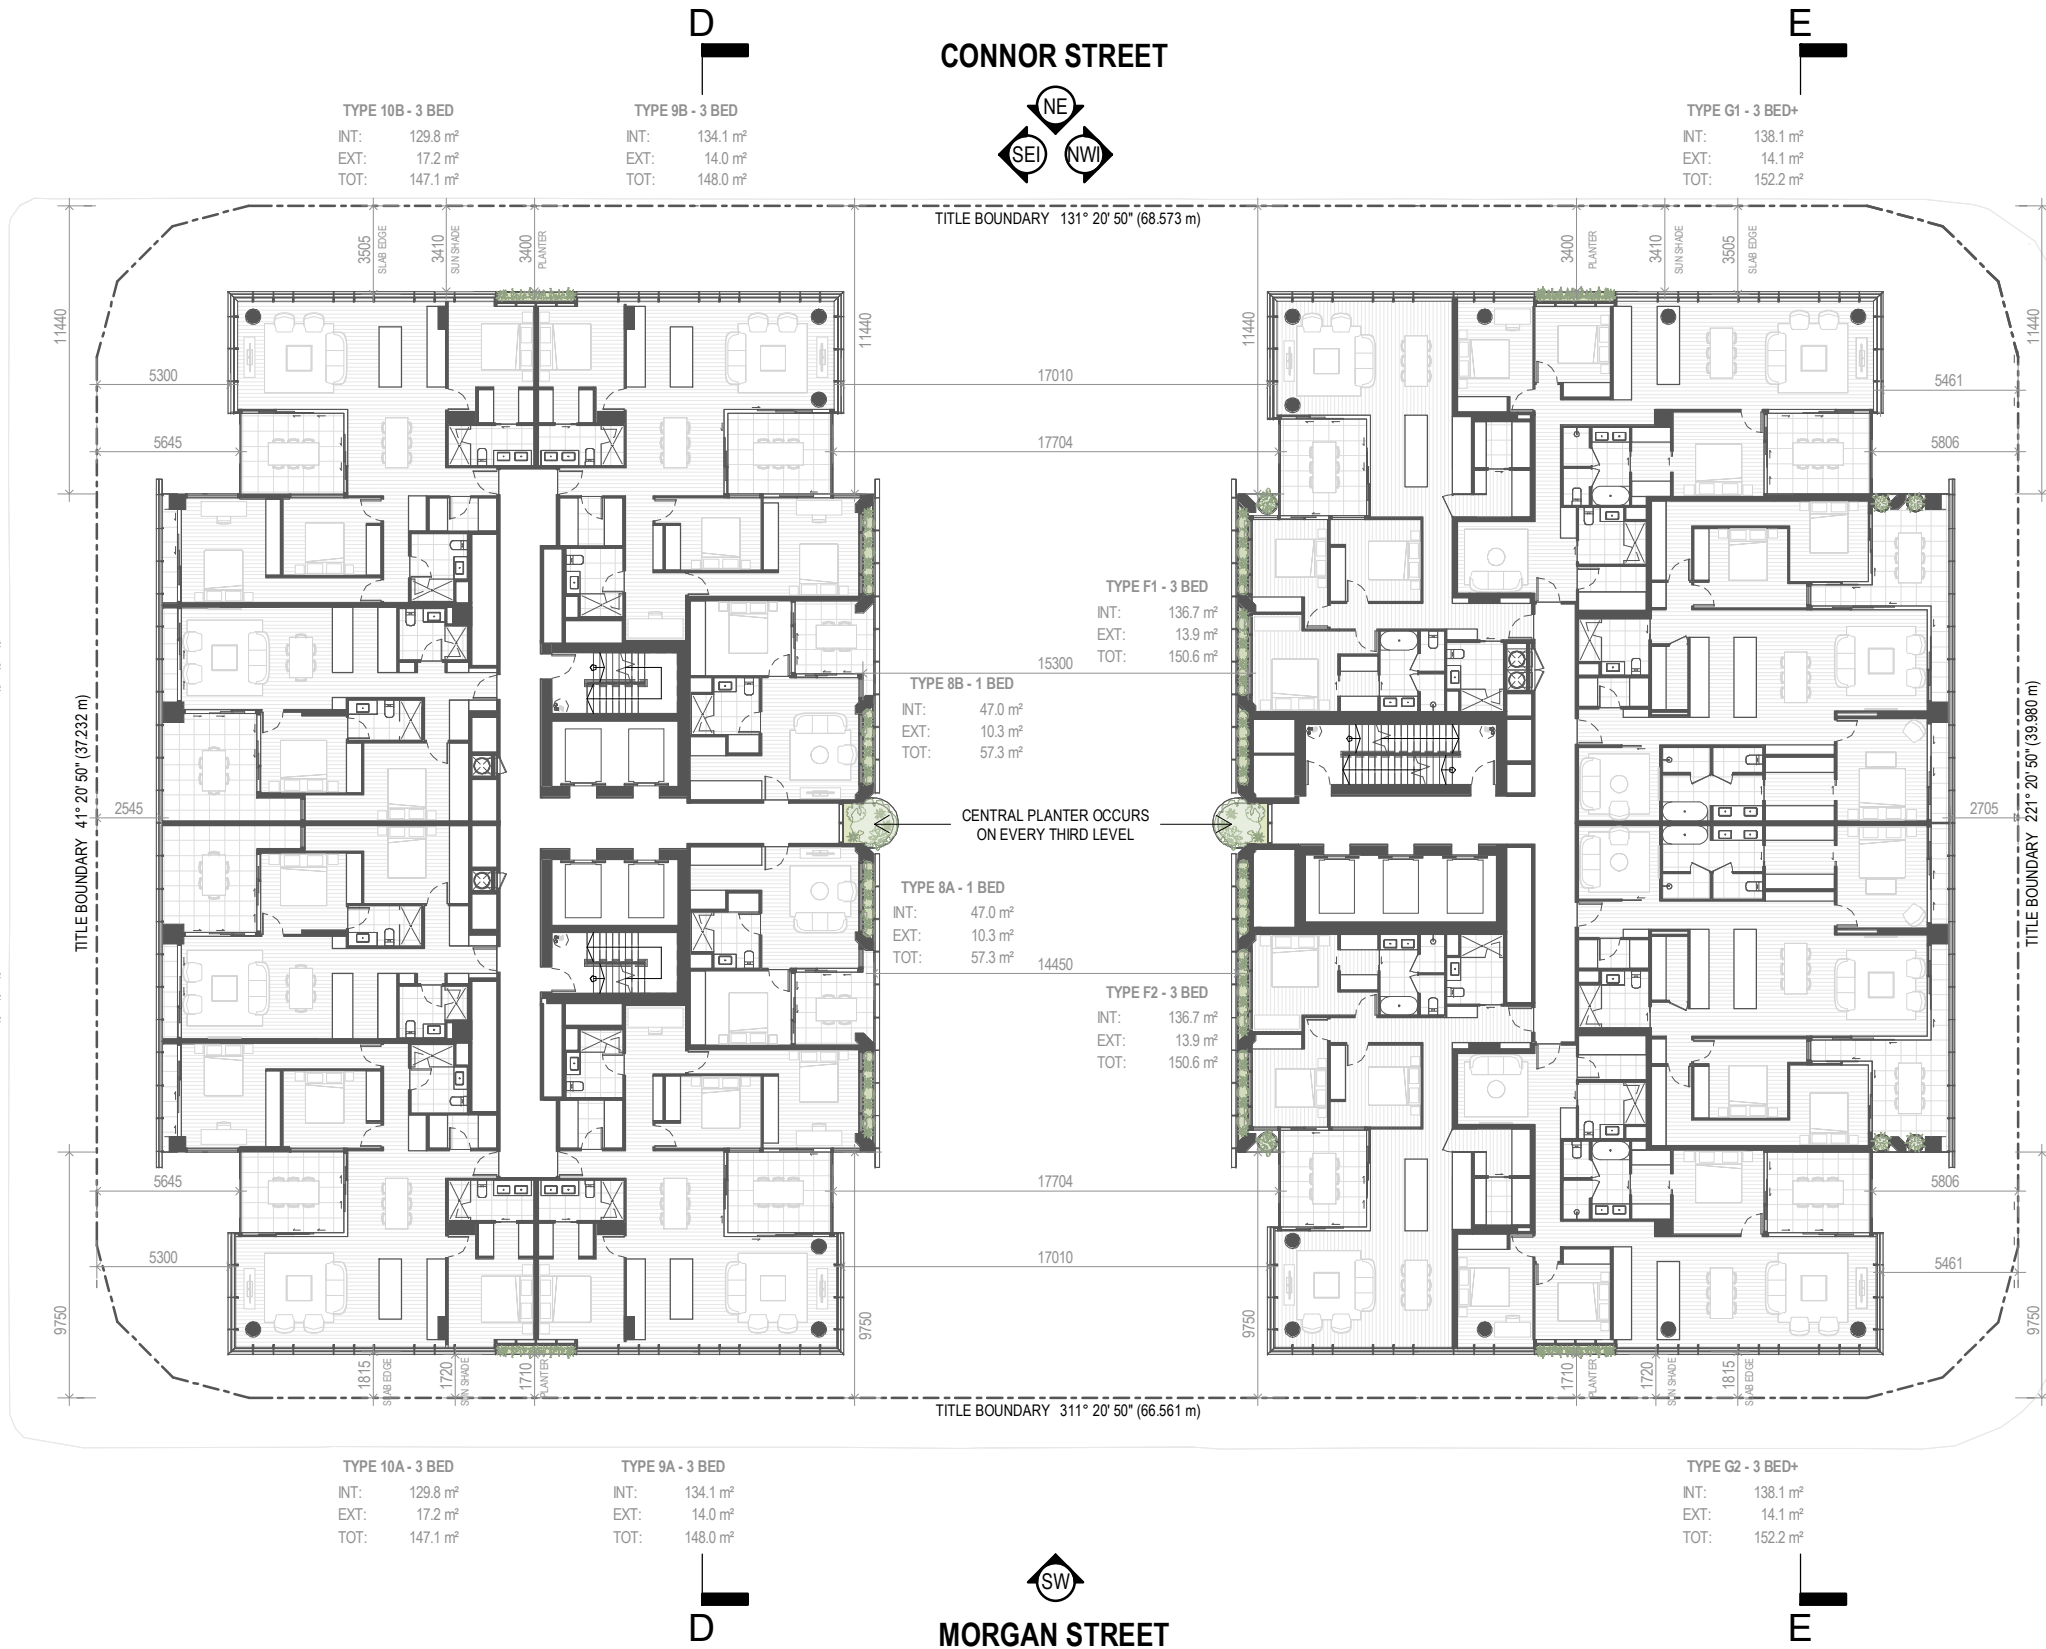 D
E
CONNOR STREET
NE
SEI
NWI
TYPE 10B - 3 BED
INT: 129.8 m²
EXT: 17.2 m²
TOT: 147.1 m²
TYPE 9B - 3 BED
INT: 134.1 m²
EXT: 14.0 m²
TOT: 148.0 m²
TYPE G1 - 3 BED+
INT: 138.1 m²
EXT: 14.1 m²
TOT: 152.2 m²
TITLE BOUNDARY 131° 20' 50" (68.573 m)
3505
SLAB EDGE
3410
SUN SHADE
3400
PLANTER
3400
PLANTER
3410
SUN SHADE
3505
SLAB EDGE
11440
11440
11440
11440
5300
17010
5461
5645
17704
5806
TYPE F1 - 3 BED
INT: 136.7 m²
EXT: 13.9 m²
TOT: 150.6 m²
15300
TYPE 8B - 1 BED
INT: 47.0 m²
EXT: 10.3 m²
TOT: 57.3 m²
TITLE BOUNDARY 41° 20' 50" (37.232 m)
TITLE BOUNDARY 221° 20' 50" (39.980 m)
2545
CENTRAL PLANTER OCCURS
ON EVERY THIRD LEVEL
2705
TYPE 8A - 1 BED
INT: 47.0 m²
EXT: 10.3 m²
TOT: 57.3 m²
14450
TYPE F2 - 3 BED
INT: 136.7 m²
EXT: 13.9 m²
TOT: 150.6 m²
5645
17704
5806
5300
17010
5461
9750
9750
9750
9750
1815
SLAB EDGE
1720
SUN SHADE
1710
PLANTER
1710
PLANTER
1720
SUN SHADE
1815
SLAB EDGE
TITLE BOUNDARY 311° 20' 50" (66.561 m)
TYPE 10A - 3 BED
INT: 129.8 m²
EXT: 17.2 m²
TOT: 147.1 m²
TYPE 9A - 3 BED
INT: 134.1 m²
EXT: 14.0 m²
TOT: 148.0 m²
TYPE G2 - 3 BED+
INT: 138.1 m²
EXT: 14.1 m²
TOT: 152.2 m²
SW
D
E
MORGAN STREET